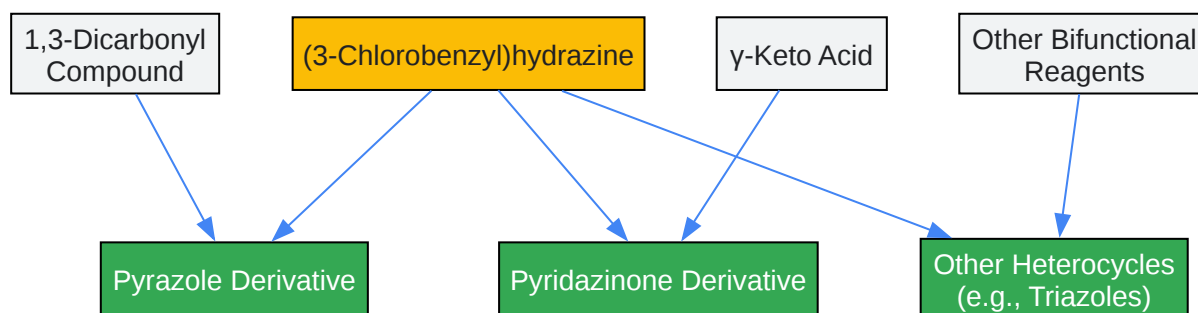 1,3-Dicarbonyl
Compound
(3-Chlorobenzyl)hydrazine
γ-Keto Acid
Other Bifunctional
Reagents
Pyrazole Derivative
Pyridazinone Derivative
Other Heterocycles
(e.g., Triazoles)